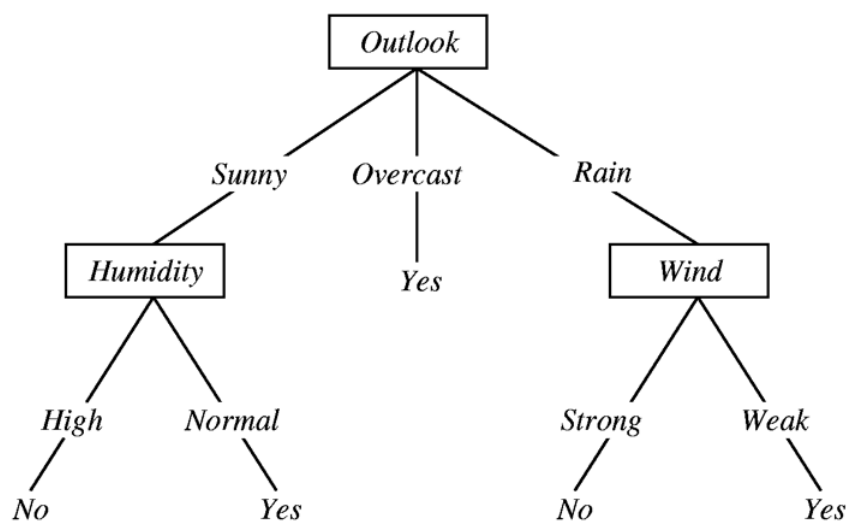 Outlook
Sunny Overcast Rain
Humidity Yes Wind
High Normal Strong Weak
No Yes No Yes